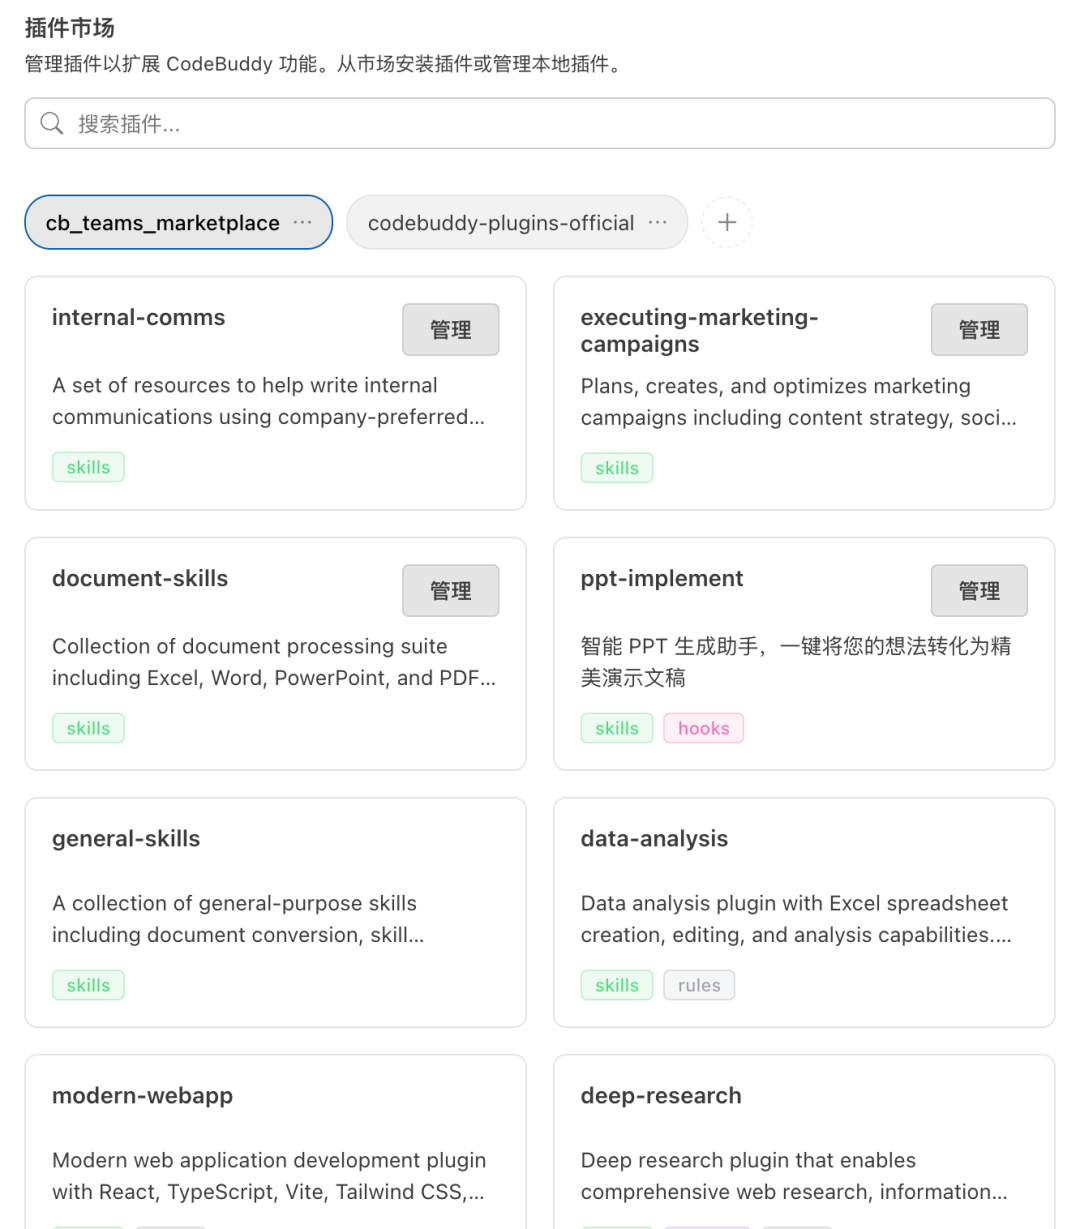 插件市场
管理插件以扩展 CodeBuddy 功能。从市场安装插件或管理本地插件。
搜索插件...
cb_teams_marketplace ···
codebuddy-plugins-official ···
+
internal-comms
管理
A set of resources to help write internal
communications using company-preferred...
skills
executing-marketing-
campaigns
管理
Plans, creates, and optimizes marketing
campaigns including content strategy, soci...
skills
document-skills
管理
Collection of document processing suite
including Excel, Word, PowerPoint, and PDF...
skills
ppt-implement
管理
智能 PPT 生成助手，一键将您的想法转化为精
美演示文稿
skills hooks
general-skills
A collection of general-purpose skills
including document conversion, skill...
skills
data-analysis
Data analysis plugin with Excel spreadsheet
creation, editing, and analysis capabilities....
skills rules
modern-webapp
Modern web application development plugin
with React, TypeScript, Vite, Tailwind CSS,...
deep-research
Deep research plugin that enables
comprehensive web research, information...